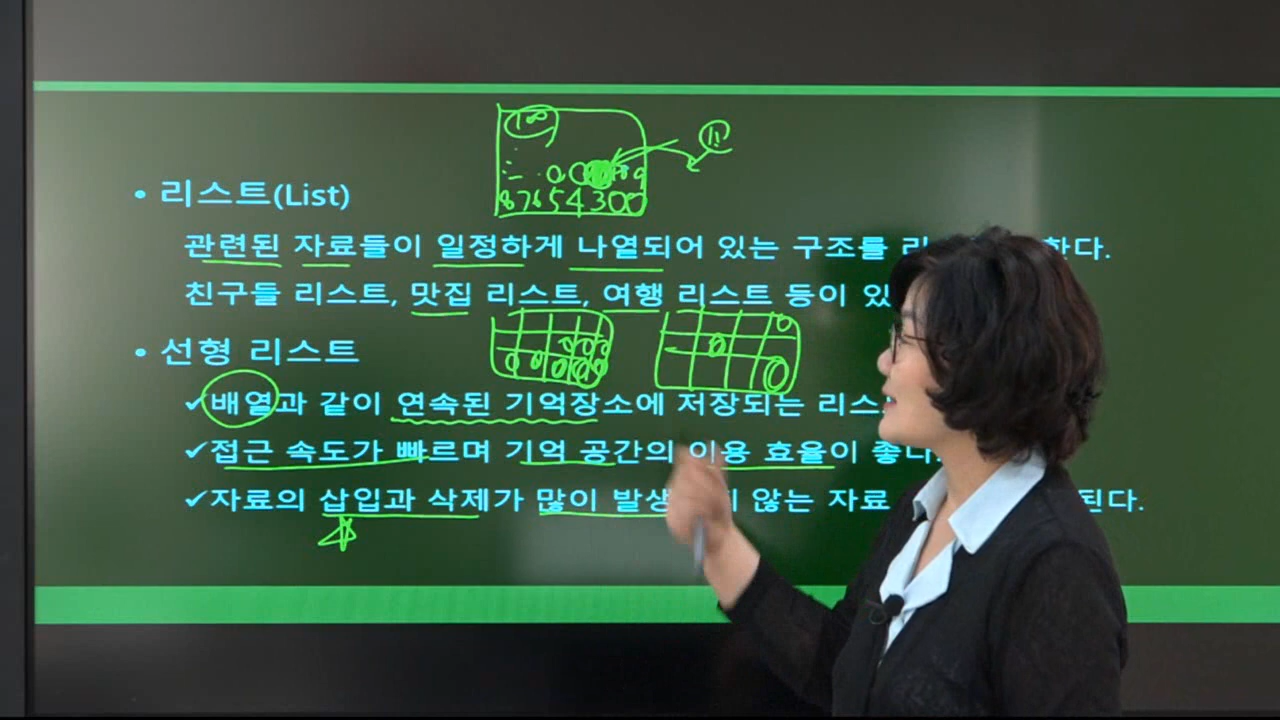 • 리스트(List)
관련된 자료들이 일정하게 나열되어 있는 구조를 한다.
친구들 리스트, 맛집 리스트, 여행 리스트 등이
• 선형 리스트
✓배열과 같이 연속된 기억장소에 저장되는
✓접근 속도가 빠르며 기억 공간의 이용 효율이
✓자료의 삽입과 삭제가 많이 않는 자료 된다.